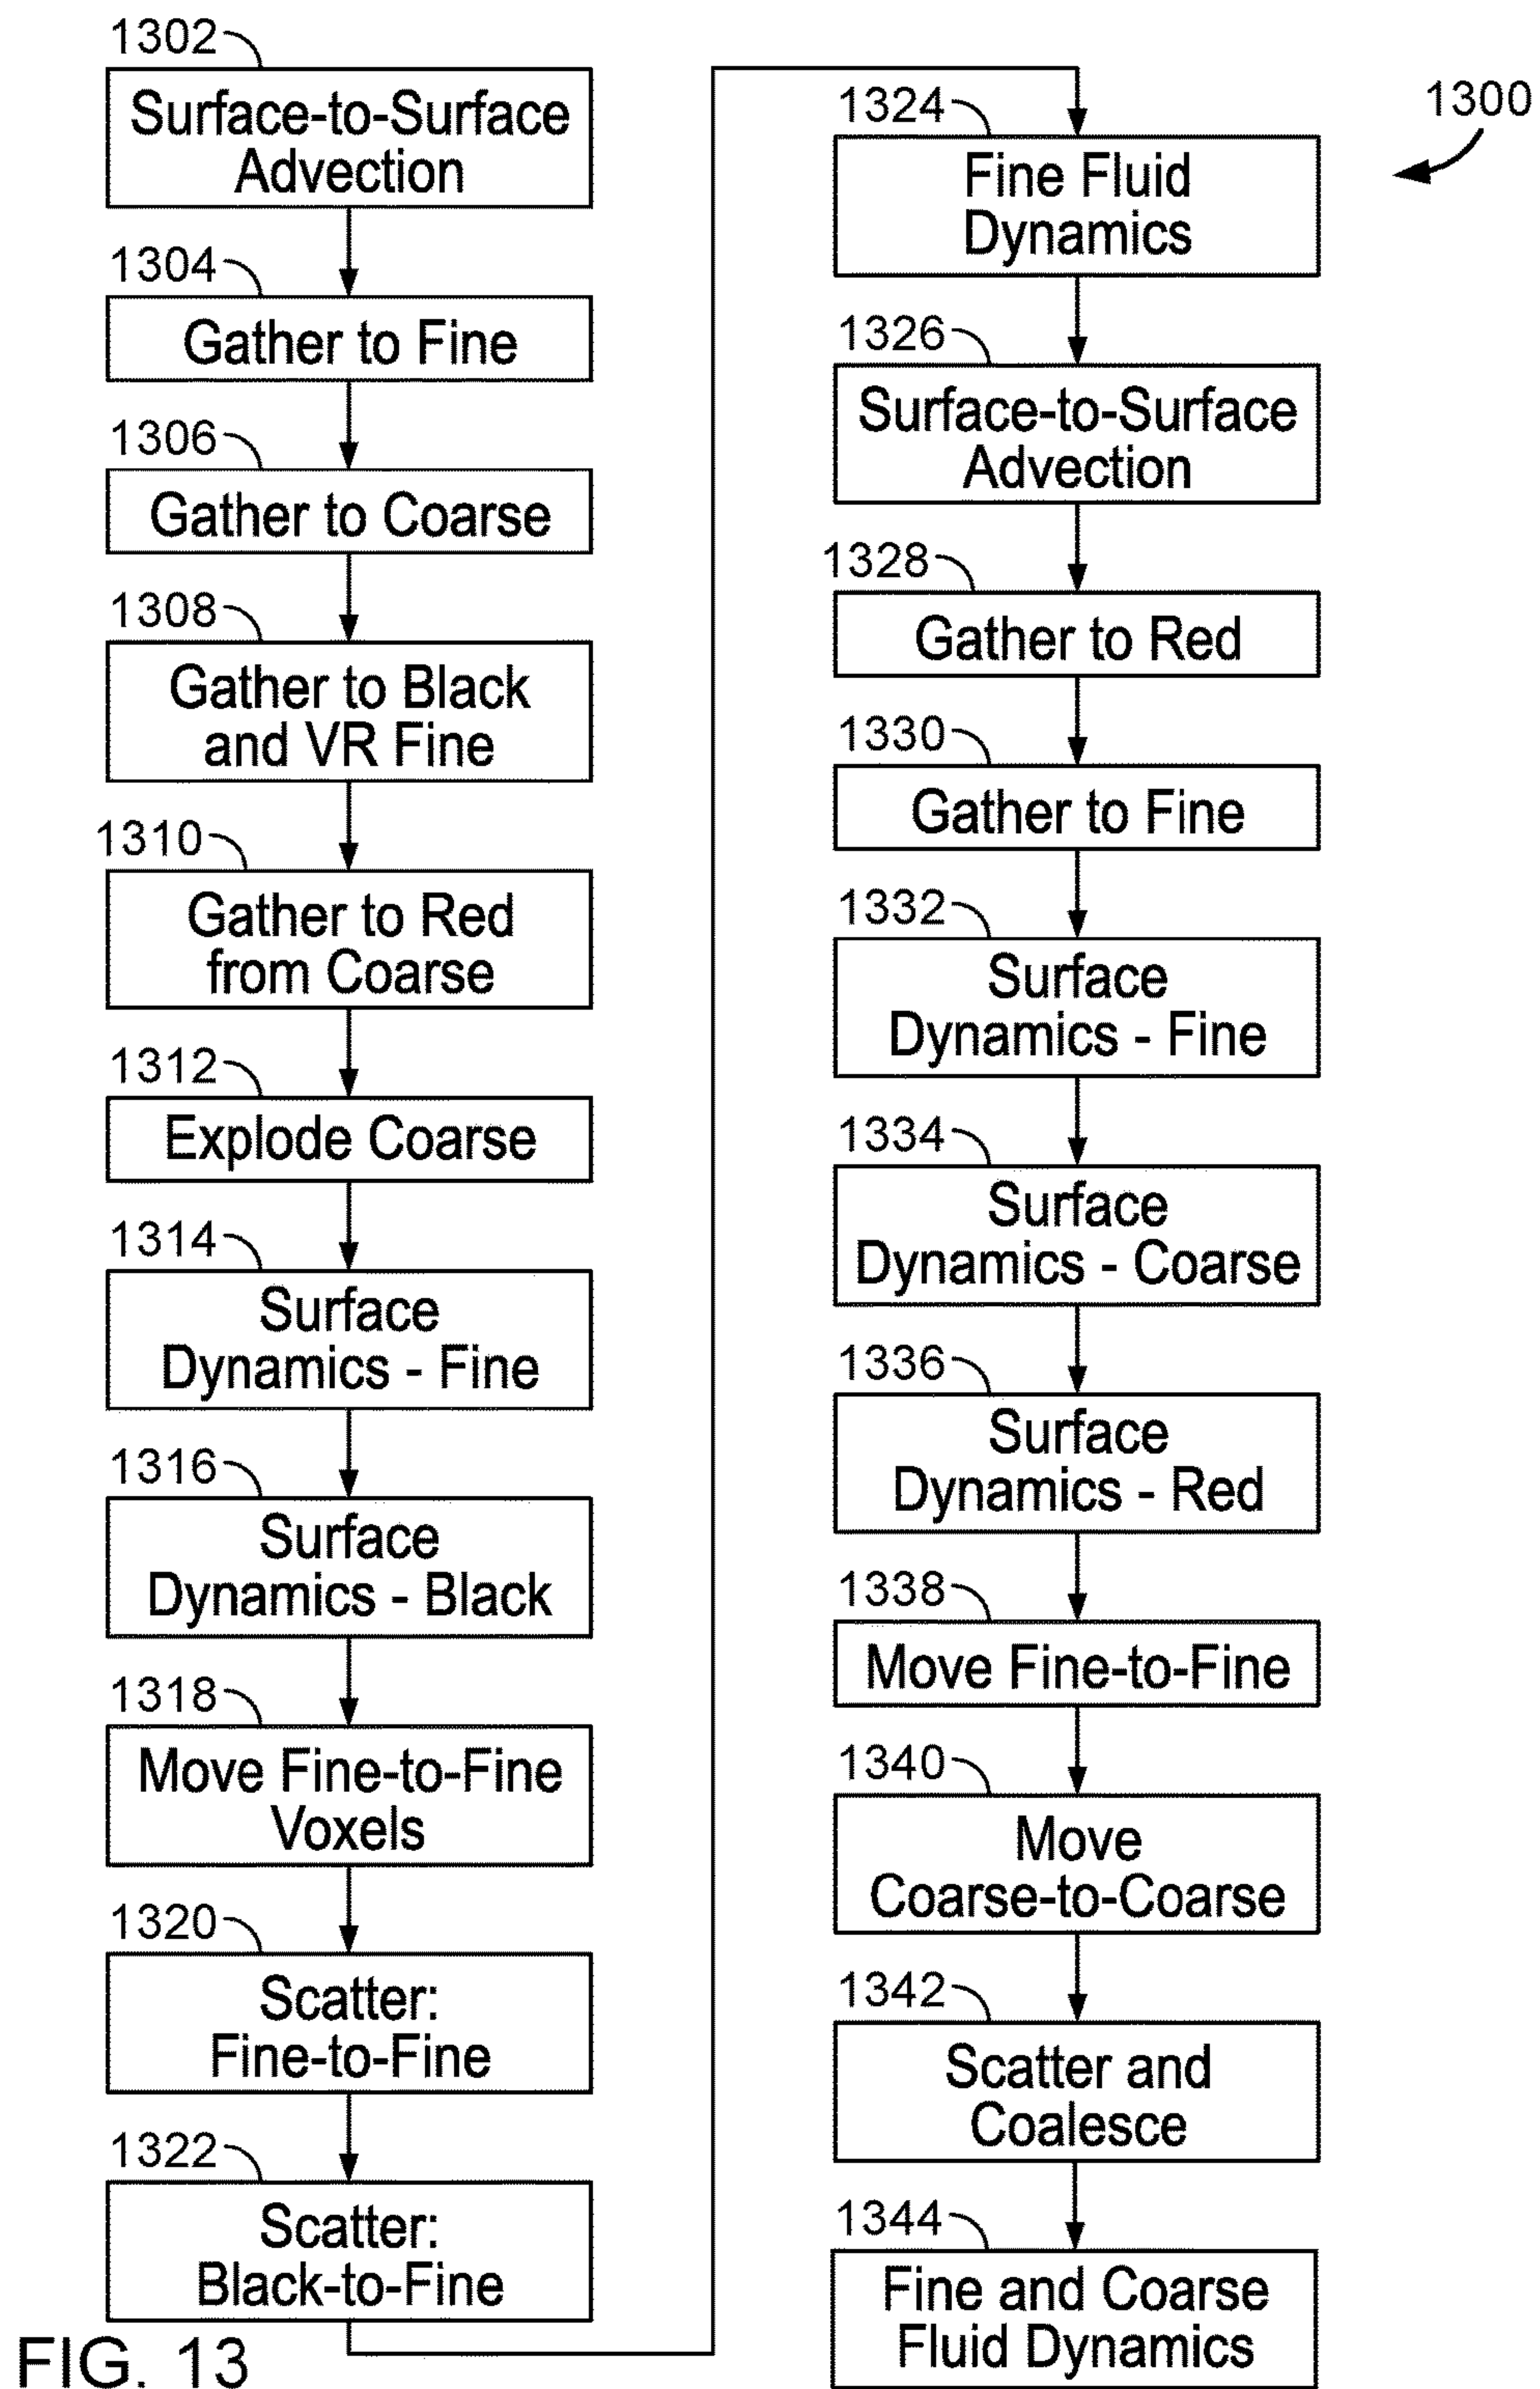 1302
Surface-to-Surface
Advection
1304
Gather to Fine
1306
Gather to Coarse
1308
Gather to Black
and VR Fine
1310
Gather to Red
from Coarse
1312
Explode Coarse
1314
Surface
Dynamics - Fine
1316
Surface
Dynamics - Black
1318
Move Fine-to-Fine
Voxels
1320
Scatter:
Fine-to-Fine
1322
Scatter:
Black-to-Fine
1300
1324
Fine Fluid
Dynamics
1326
Surface-to-Surface
Advection
1328
Gather to Red
1330
Gather to Fine
1332
Surface
Dynamics - Fine
1334
Surface
Dynamics - Coarse
1336
Surface
Dynamics - Red
1338
Move Fine-to-Fine
1340
Move
Coarse-to-Coarse
1342
Scatter and
Coalesce
1344
Fine and Coarse
Fluid Dynamics
FIG. 13